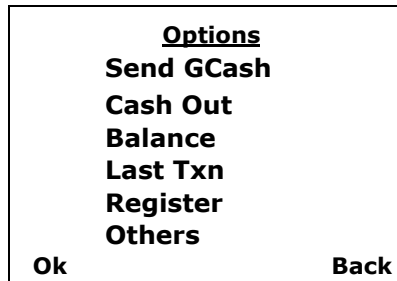 Options
Send GCash
Cash Out
Balance
Last Txn
Register
Others
Ok Back